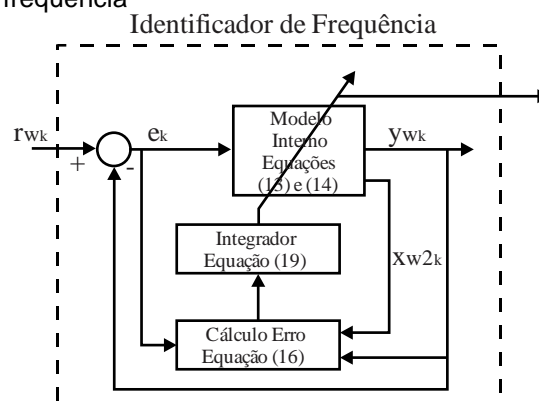 frequência
Identificador de Frequência
rwk
+
-
ek
Modelo
Interno
Equações
(13) e (14)
ywk
Integrador
Equação (19)
xw2k
Cálculo Erro
Equação (16)